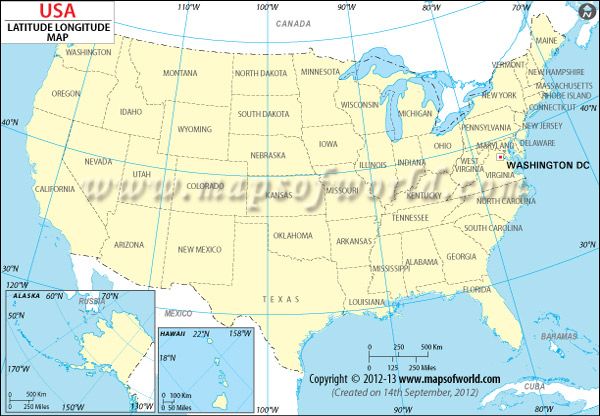 USA
LATITUDE LONGITUDE
MAP
110°W
100°W
90°W
80°W
70°W
CANADA
WASHINGTON
MONTANA
NORTH DAKOTA
MINNESOTA
VERMONT
MAINE
NEW HAMPSHIRE
OREGON
IDAHO
SOUTH DAKOTA
WISCONSIN
MICHIGAN
NEW YORK
MASSACHUSETTS
RHODE ISLAND
CONNECTICUT
40°N
WYOMING
IOWA
PENNSYLVANIA
NEW JERSEY
40°N
NEVADA
UTAH
NEBRASKA
ILLINOIS
INDIANA
OHIO
MARYLAND
DELAWARE
WASHINGTON DC
CALIFORNIA
COLORADO
KANSAS
MISSOURI
KENTUCKY
WEST
VIRGINIA
VIRGINIA
www.mapsofworld.com
NORTH CAROLINA
TENNESSEE
ARIZONA
NEW MEXICO
OKLAHOMA
ARKANSAS
SOUTH CAROLINA
MISSISSIPPI
ALABAMA
GEORGIA
30°N
30°N
120°W
TEXAS
LOUISIANA
FLORIDA
ALASKA
60°N
70°N
RUSSIA
120°W
50°N
0
500 Km
0
250 Miles
170°W
150°W
130°W
MEXICO
HAWAII
22°N
158°W
18°N
0
100 Km
0
50 Miles
110°W
100°W
90°W
80°W
0
250
500 Km
0
125
250 Miles
BAHAMAS
CUBA
Copyright © 2012-13 www.mapsofworld.com
(Created on 14th September, 2012)